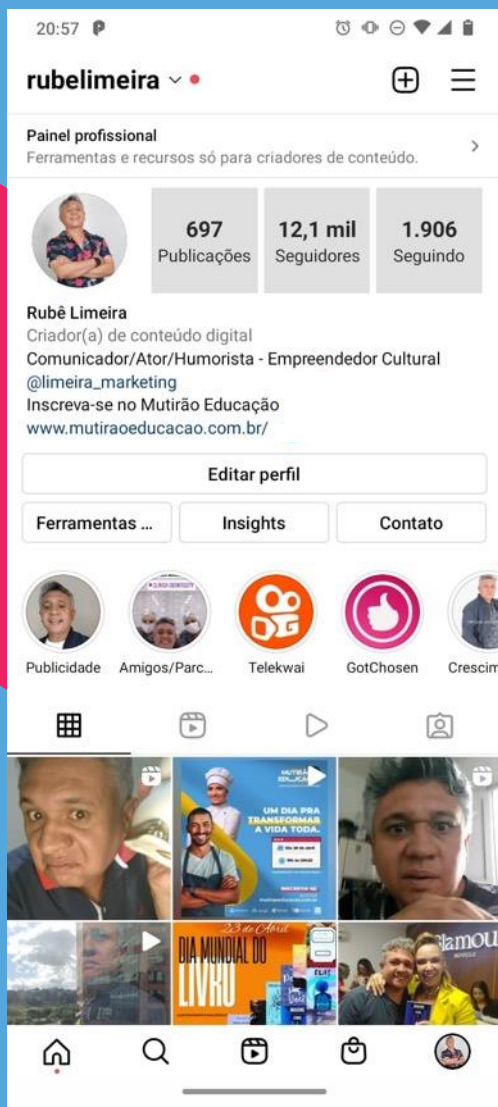 20:57
rubelimeira
Painel profissional
Ferramentas e recursos só para criadores de conteúdo.
697
Publicações
12,1 mil
Seguidores
1.906
Seguindo
Rubê Limeira
Criador(a) de conteúdo digital
Comunicador/Ator/Humorista - Empreendedor Cultural
@limeira_marketing
Inscreva-se no Mutirão Educação
www.mutiraoeducacao.com.br/
Editar perfil
Ferramentas ...
Insights
Contato
Publicidade
Amigos/Parc...
Telekwai
GotChosen
Crescim
MUTIRÃO
EDUCAÇÃO
UM DIA PRA
TRANSFORMAR
A VIDA TODA.
23 de Abril
DIA MUNDIAL DO
LIVRO
Glamou